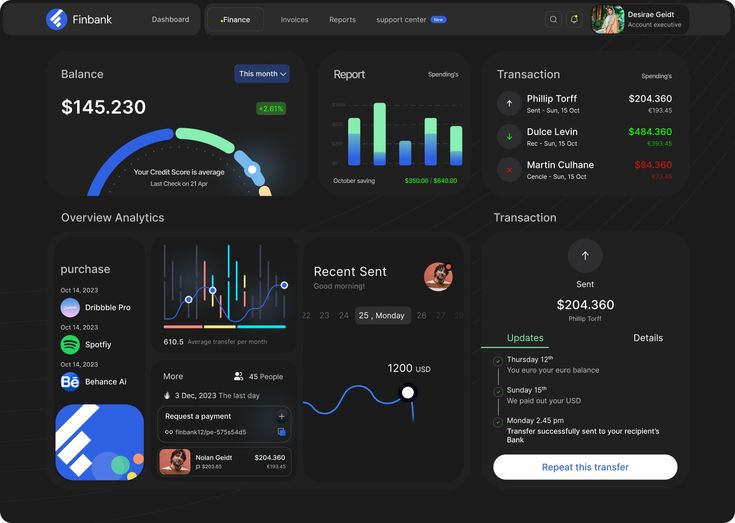 Finbank
Dashboard
Finance
Invoices
Reports
support center New
Desirae Geidt
Account executive
Balance
This month
$145.230
+2.61%
Your Credit Score is average
Last Check on 21 Apr
Report
Spending's
October saving
$350.00 / $640.00
Transaction
Spending's
Phillip Torff
$204.360
Sent - Sun, 15 Oct
€193.45
Dulce Levin
$484.360
Rec - Sun, 15 Oct
€393.45
Martin Culhane
$84.360
Cencle - Sun, 15 Oct
€73.45
Overview Analytics
purchase
Oct 14, 2023
Dribbble Pro
Oct 14, 2023
Spotfiy
Oct 14, 2023
Bē Behance Ai
610.5 Average transfer per month
More
45 People
3 Dec, 2023 The last day
Request a payment +
finbank12/pe-575s54d5
Nolan Geidt
$204.360
$203.65
€193.45
Recent Sent
Good morning!
22 23 24 25 , Monday 26 27 28
1200 USD
Transaction
Sent
$204.360
Phillip Torff
Updates
Details
Thursday 12th
You euro your euro balance
Sunday 15th
We paid out your USD
Monday 2.45 pm
Transfer successfully sent to your recipient's
Bank
Repeat this transfer